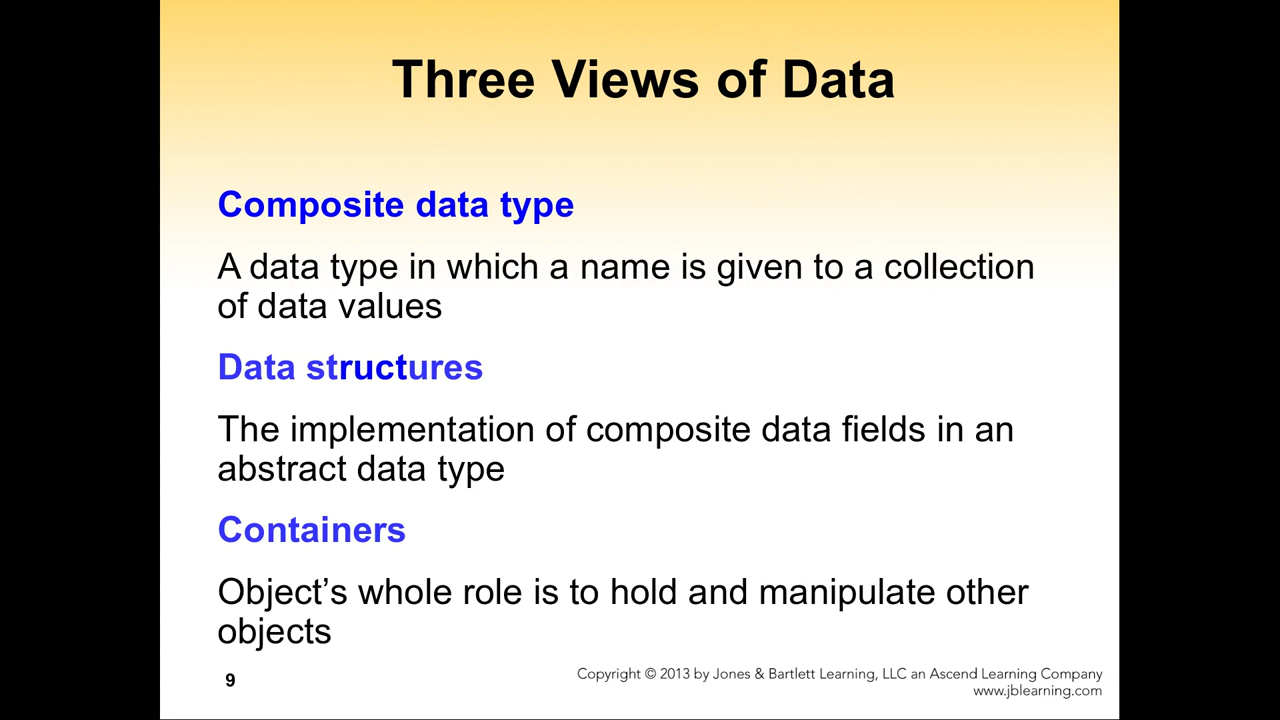 Three Views of Data
Composite data type
A data type in which a name is given to a collection
of data values
Data structures
The implementation of composite data fields in an
abstract data type
Containers
Object’s whole role is to hold and manipulate other
objects
9
Copyright © 2013 by Jones & Bartlett Learning, LLC an Ascend Learning Company
www.jblearning.com